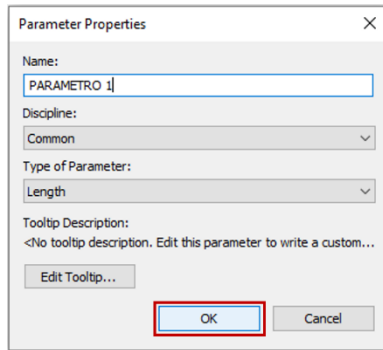 Parameter Properties
Name:
PARAMETRO 1
Discipline:
Common
Type of Parameter:
Length
Tooltip Description:
<No tooltip description. Edit this parameter to write a custom...
Edit Tooltip...
OK Cancel